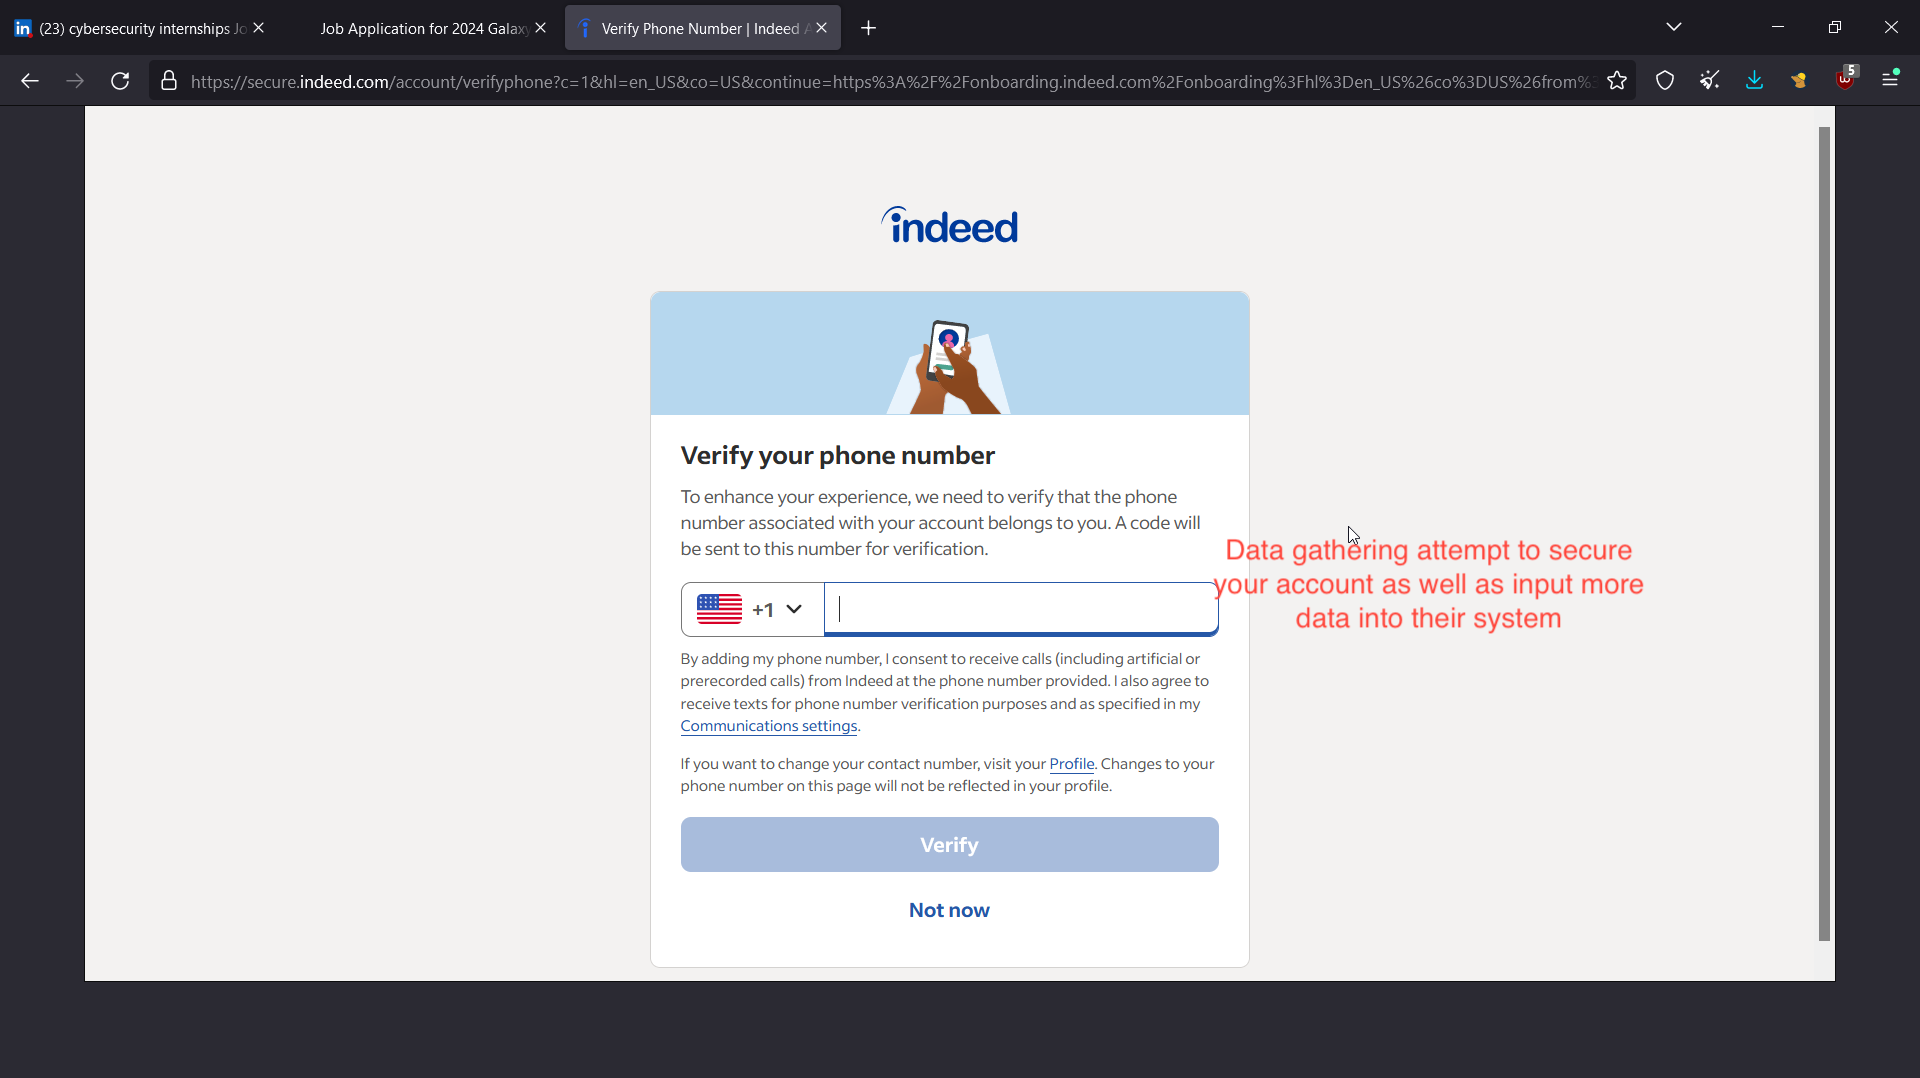 (23) cybersecurity internships Jo
Job Application for 2024 Galaxy
Verify Phone Number | Indeed A
https://secure.indeed.com/account/verifyphone?c=1&hl=en_US&co=US&continue=https%3A%2F%2Fonboarding.indeed.com%2Fonboarding%3Fhl%3Den_US%26co%3DUS%26from%2
5
indeed
Verify your phone number
To enhance your experience, we need to verify that the phone
number associated with your account belongs to you. A code will
be sent to this number for verification.
+1
Data gathering attempt to secure
your account as well as input more
data into their system
By adding my phone number, I consent to receive calls (including artificial or
prerecorded calls) from Indeed at the phone number provided. I also agree to
receive texts for phone number verification purposes and as specified in my
Communications settings.
If you want to change your contact number, visit your Profile. Changes to your
phone number on this page will not be reflected in your profile.
Verify
Not now